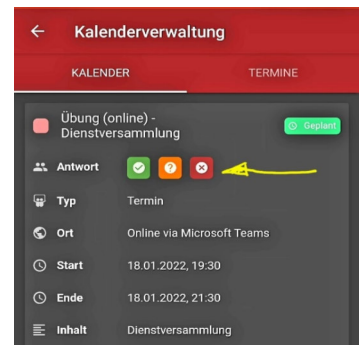 Kalenderverwaltung
KALENDER TERMINE
Übung (online) -
Dienstversammlung
Geplant
Antwort
Typ Termin
Ort Online via Microsoft Teams
Start 18.01.2022, 19:30
Ende 18.01.2022, 21:30
Inhalt Dienstversammlung